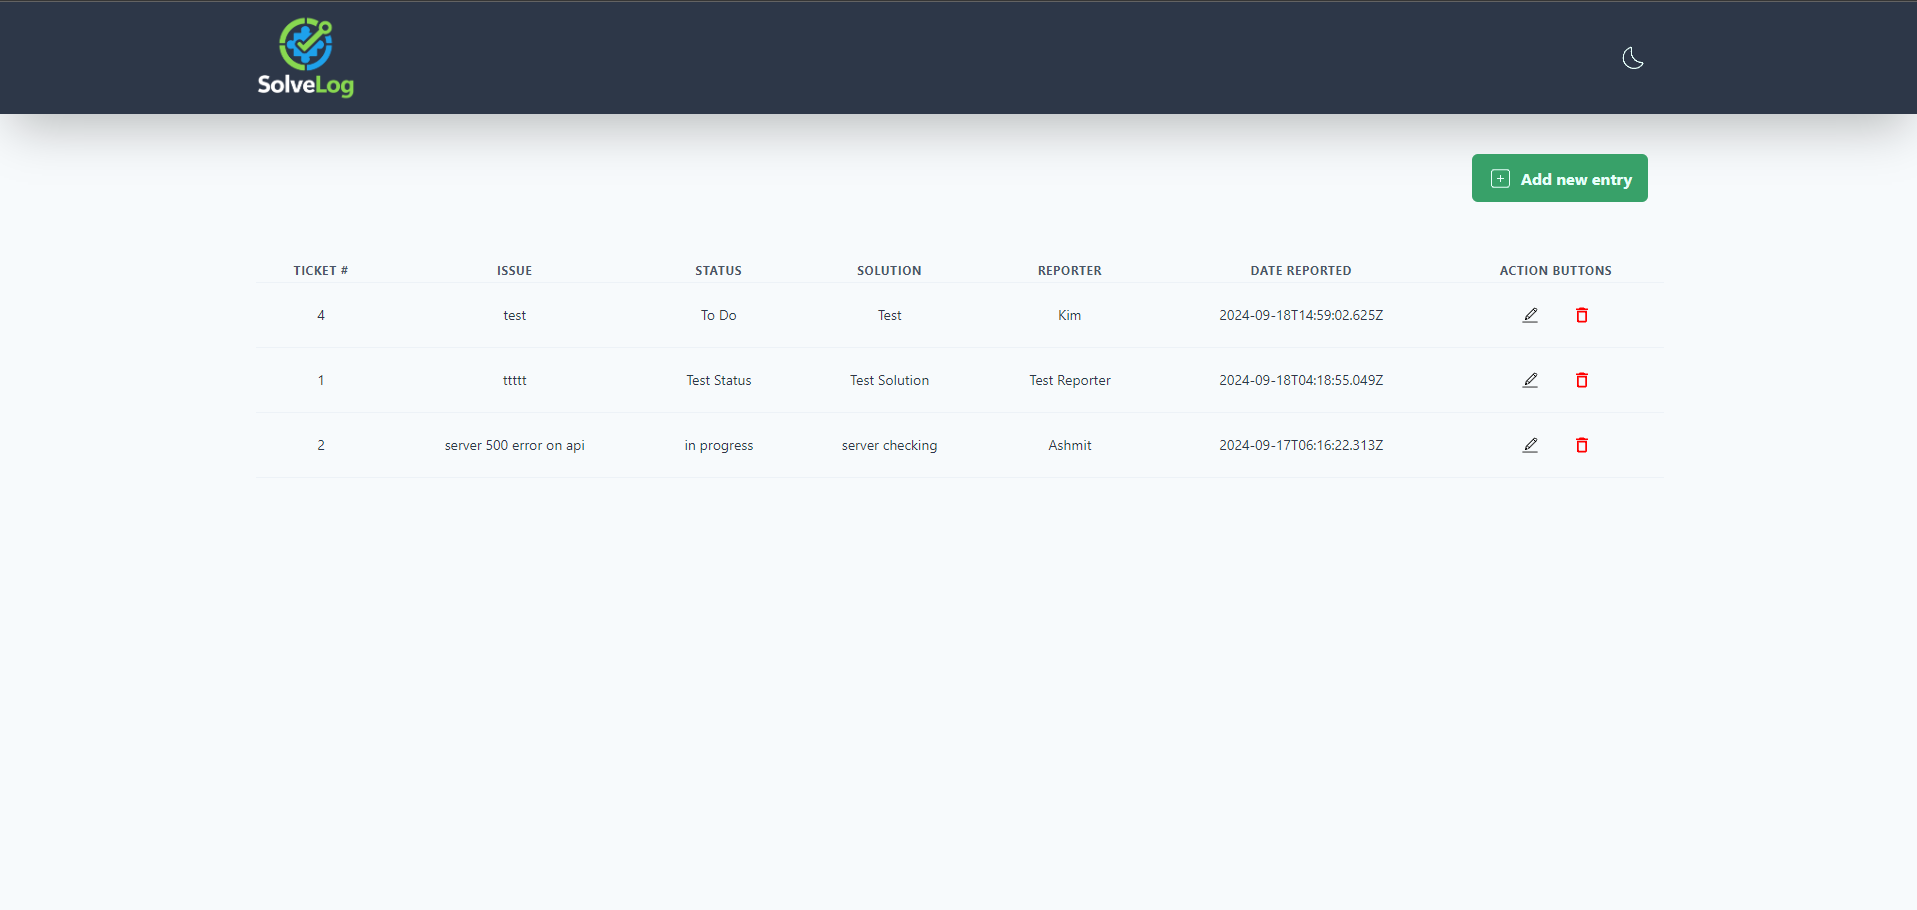 SolveLog
Add new entry
TICKET # ISSUE STATUS SOLUTION REPORTER DATE REPORTED ACTION BUTTONS
4 test To Do Test Kim 2024-09-18T14:59:02.625Z
1 ttttt Test Status Test Solution Test Reporter 2024-09-18T04:18:55.049Z
2 server 500 error on api in progress server checking Ashmit 2024-09-17T06:16:22.313Z